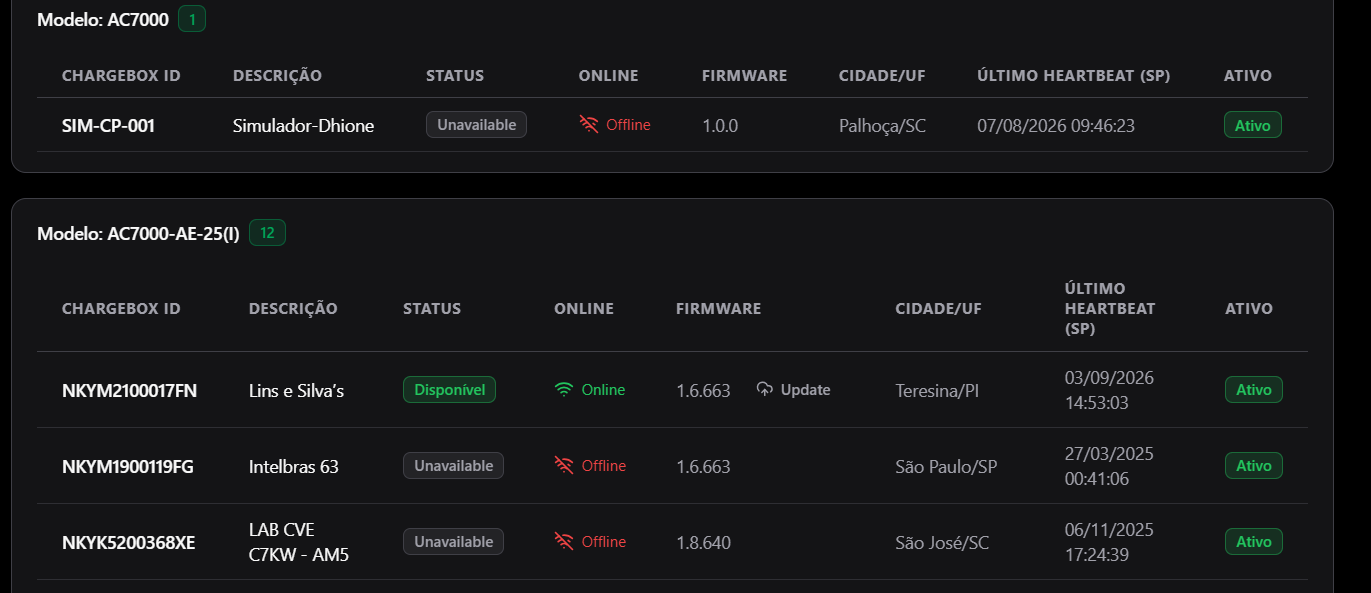 Modelo: AC7000 1
CHARGEBOX ID DESCRIÇÃO STATUS ONLINE FIRMWARE CIDADE/UF ÚLTIMO HEARTBEAT (SP) ATIVO
SIM-CP-001 Simulador-Dhione Unavailable Offline 1.0.0 Palhoça/SC 07/08/2026 09:46:23 Ativo
Modelo: AC7000-AE-25(I) 12
CHARGEBOX ID DESCRIÇÃO STATUS ONLINE FIRMWARE CIDADE/UF ÚLTIMO HEARTBEAT (SP) ATIVO
NKYM2100017FN Lins e Silva’s Disponível Online 1.6.663 Update Teresina/PI 03/09/2026 14:53:03 Ativo
NKYM1900119FG Intelbras 63 Unavailable Offline 1.6.663 São Paulo/SP 27/03/2025 00:41:06 Ativo
NKYK5200368XE LAB CVE C7KW - AM5 Unavailable Offline 1.8.640 São José/SC 06/11/2025 17:24:39 Ativo